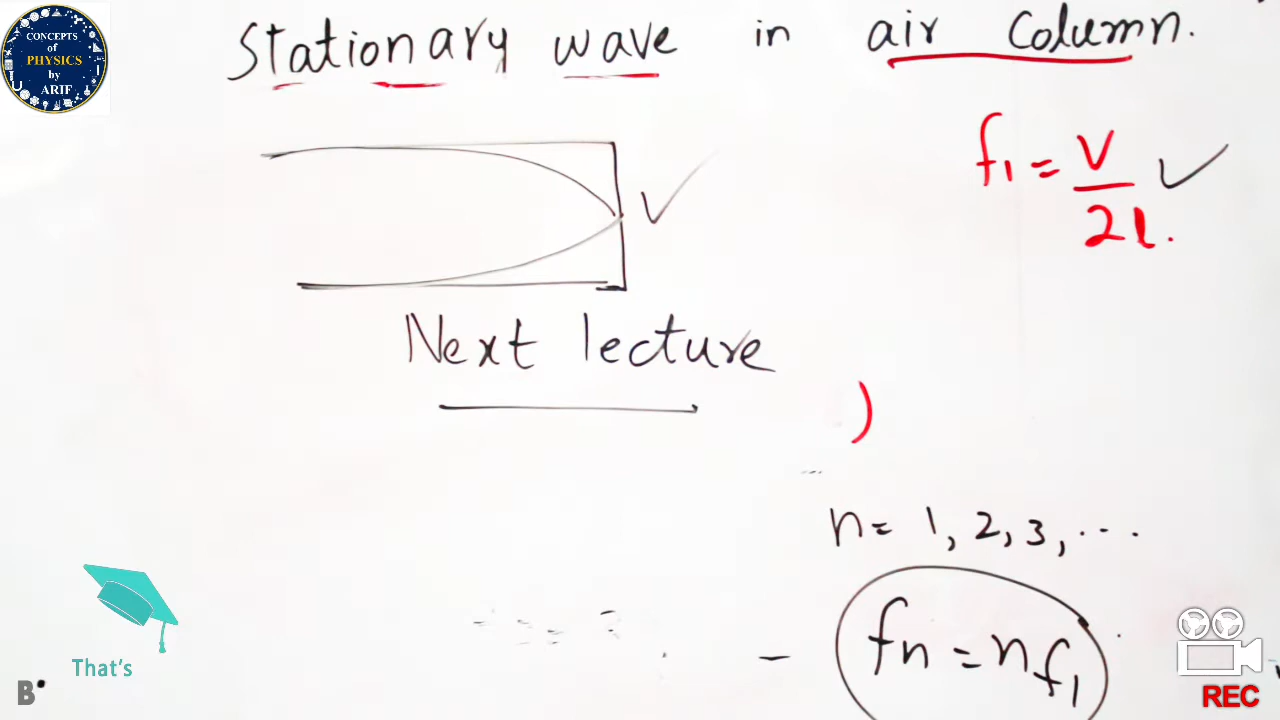 CONCEPTS
of
PHYSICS
by
ARIF
Stationary wave in air Column.
f₁ = V/2l.
Next lecture
)
n = 1, 2, 3, ...
- fn = nf₁
That's
B
REC